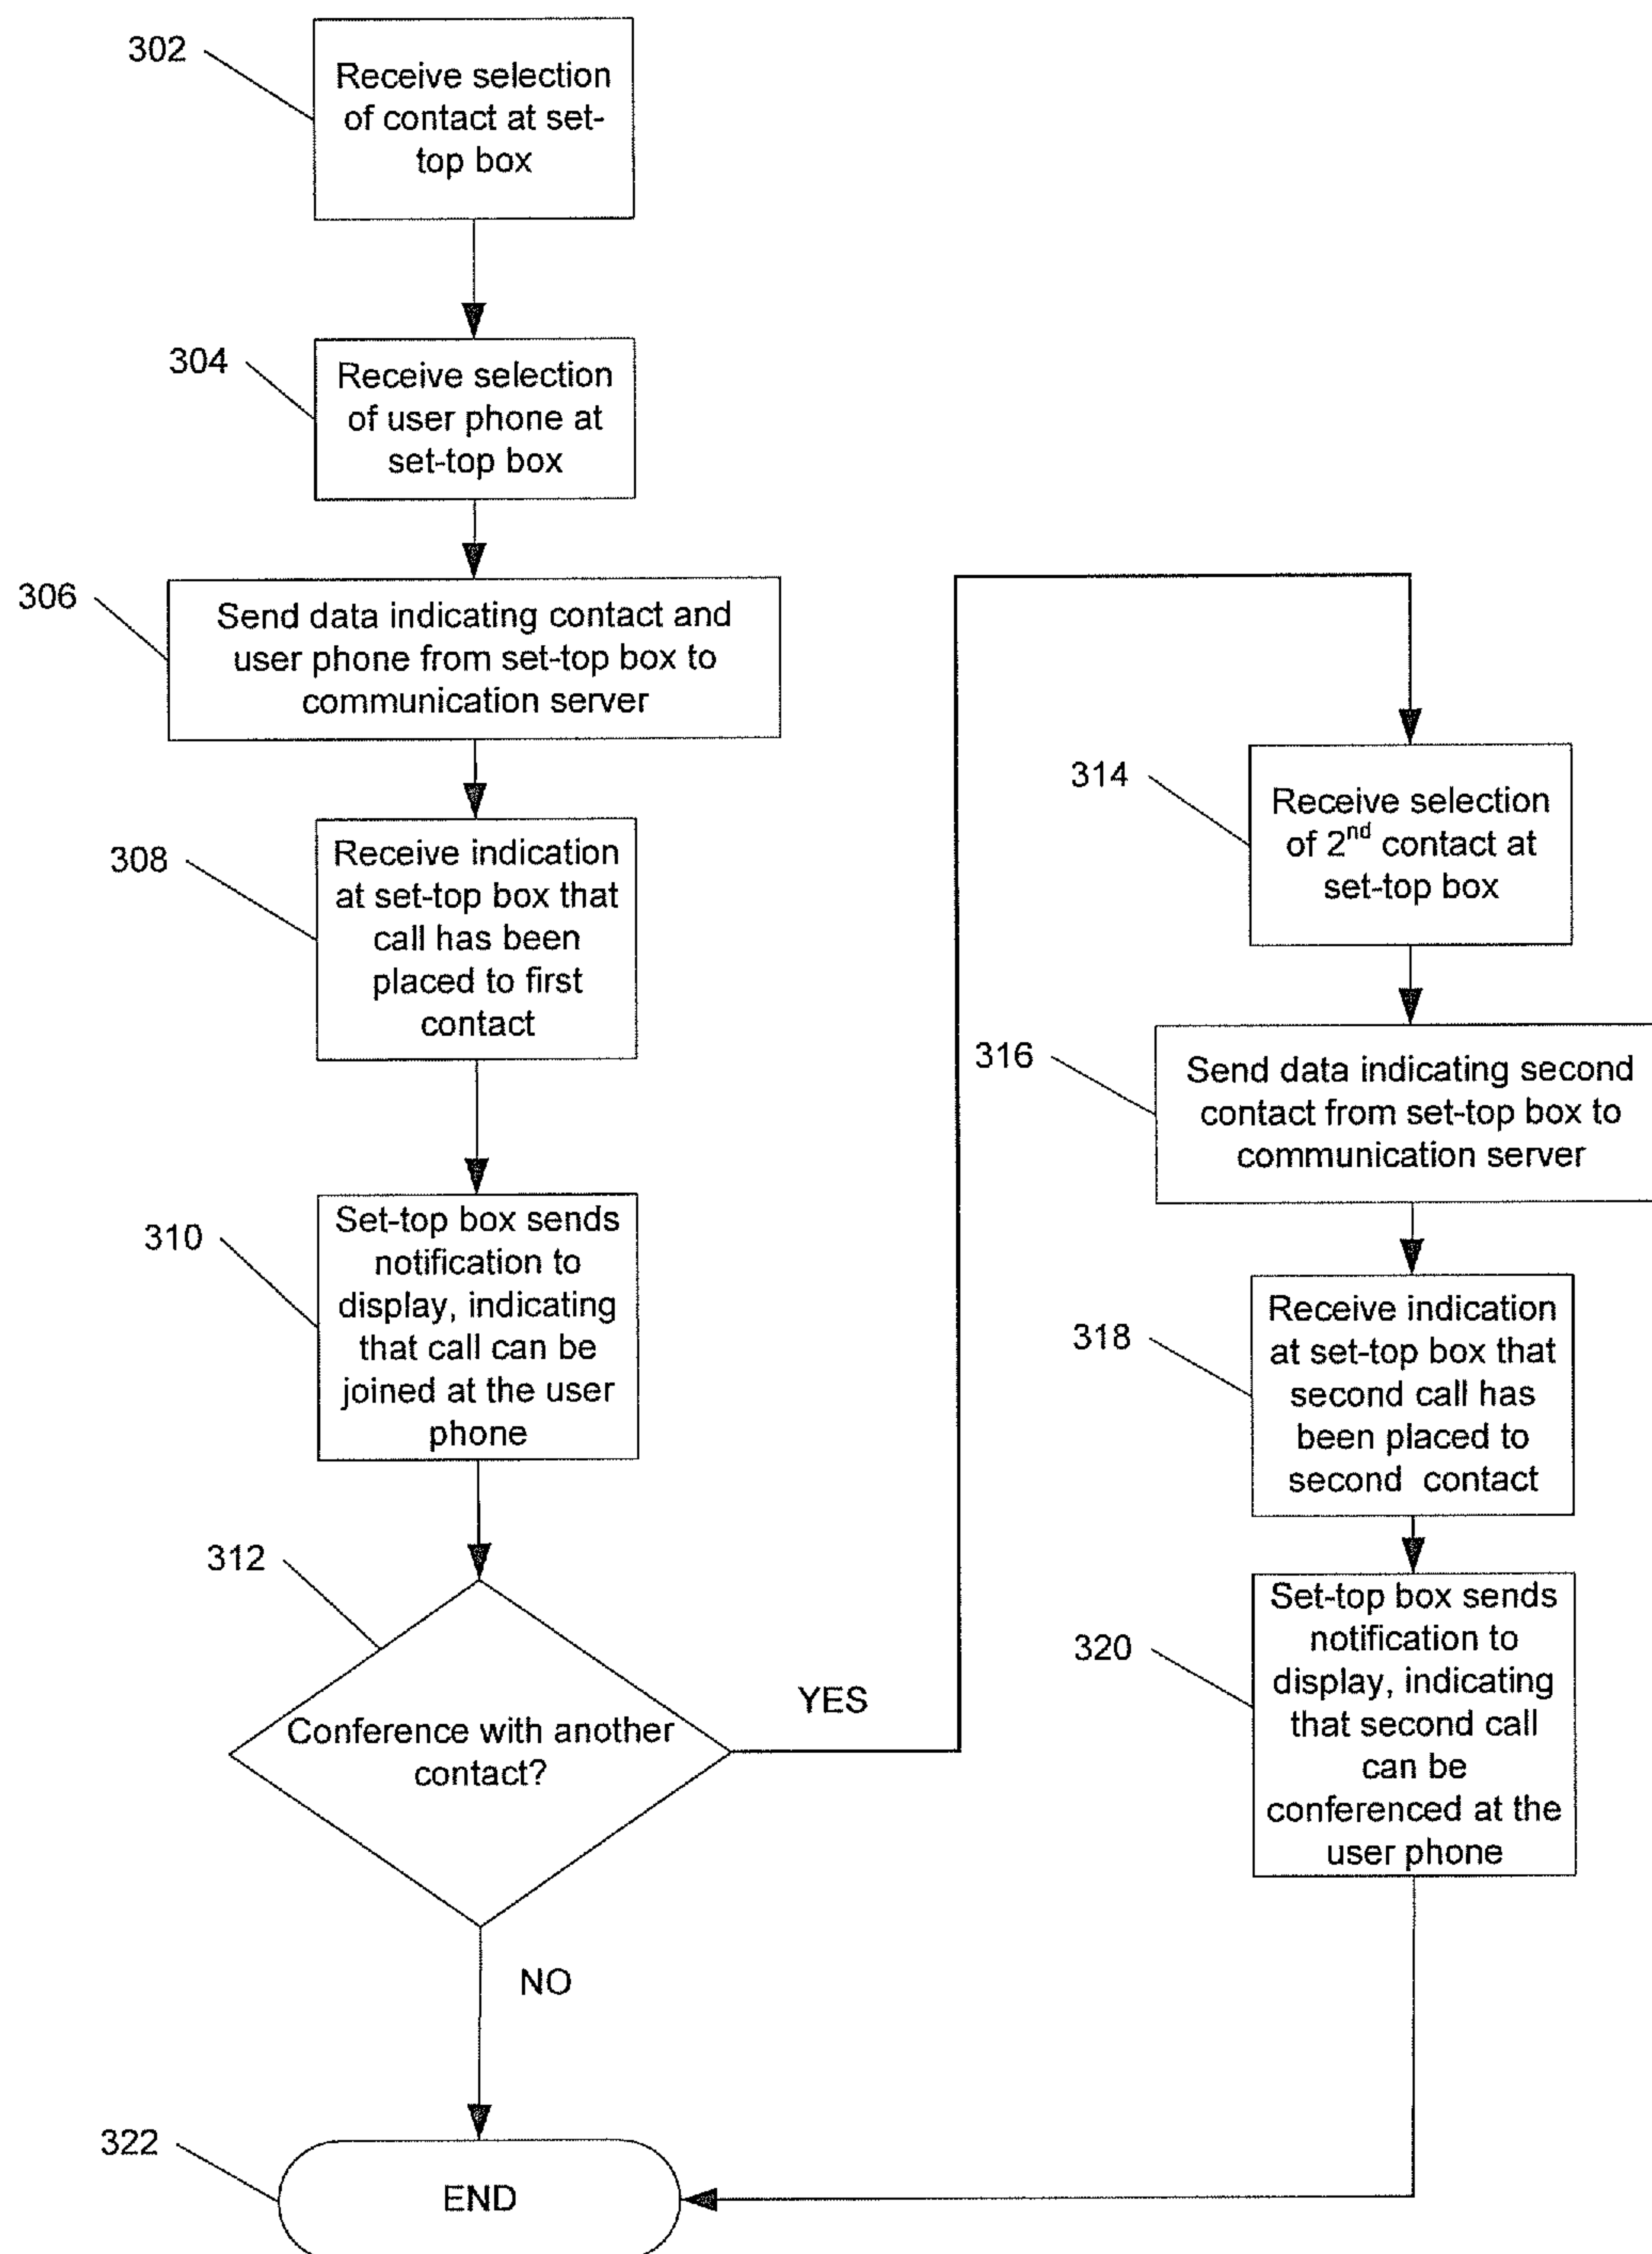 302
Receive selection
of contact at set-
top box
304
Receive selection
of user phone at
set-top box
306
Send data indicating contact and
user phone from set-top box to
communication server
308
Receive indication
at set-top box that
call has been
placed to first
contact
310
Set-top box sends
notification to
display, indicating
that call can be
joined at the user
phone
312
Conference with another
contact?
YES
NO
314
Receive selection
of 2nd contact at
set-top box
316
Send data indicating second
contact from set-top box to
communication server
318
Receive indication
at set-top box that
second call has
been placed to
second contact
320
Set-top box sends
notification to
display, indicating
that second call
can be
conferenced at the
user phone
322
END